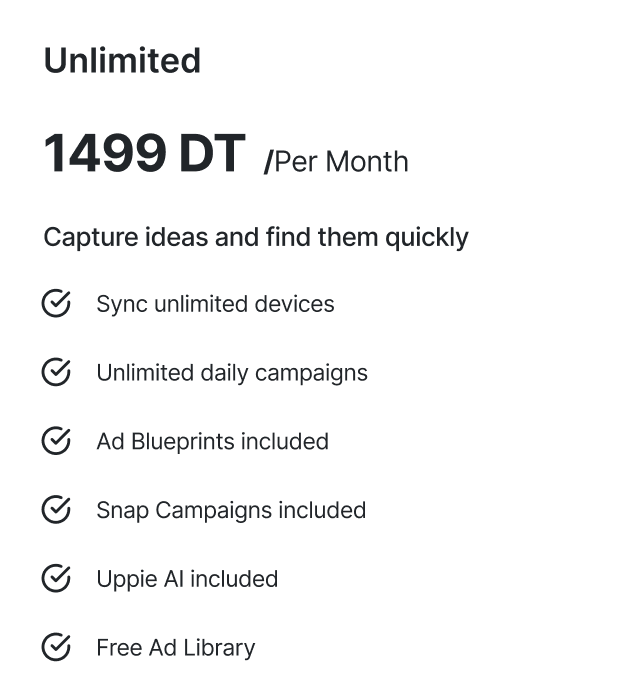 Unlimited
1499 DT /Per Month
Capture ideas and find them quickly
Sync unlimited devices
Unlimited daily campaigns
Ad Blueprints included
Snap Campaigns included
Uppie AI included
Free Ad Library